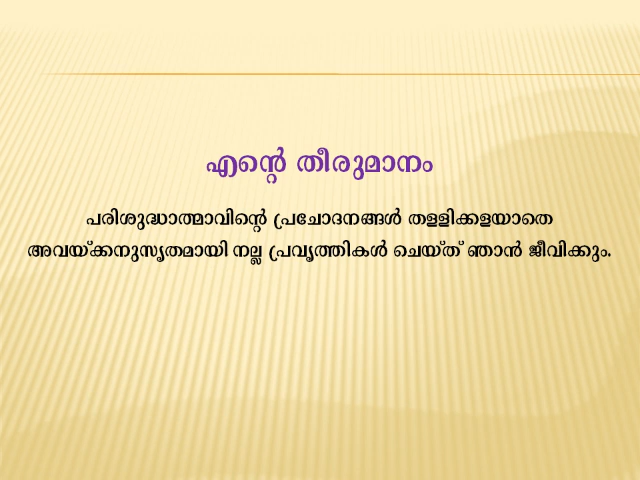 എന്റെ തീരുമാനം
പരിശുദ്ധാത്മാവിന്റെ പ്രചോദനങ്ങൾ തള്ളിക്കളയാതെ
അവയ്ക്കനുസൃതമായി നല്ല പ്രവൃത്തികൾ ചെയ്ത് ഞാൻ ജീവിക്കും.